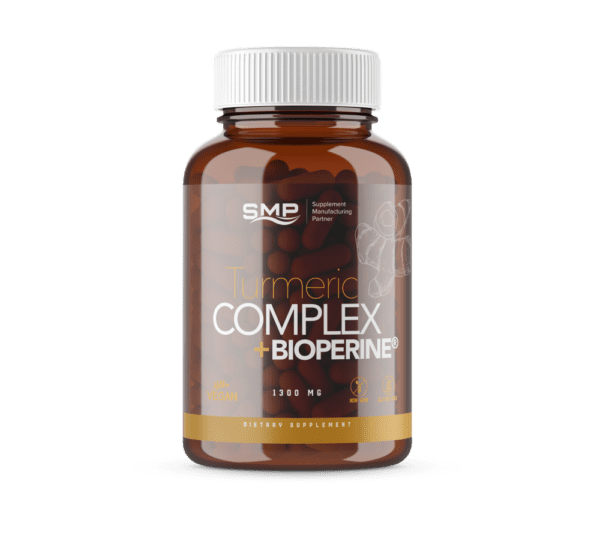 SMP
Supplement
Manufacturing
Partner
Turmeric
COMPLEX
+BIOPERINE®
1300 MG
DIETARY SUPPLEMENT